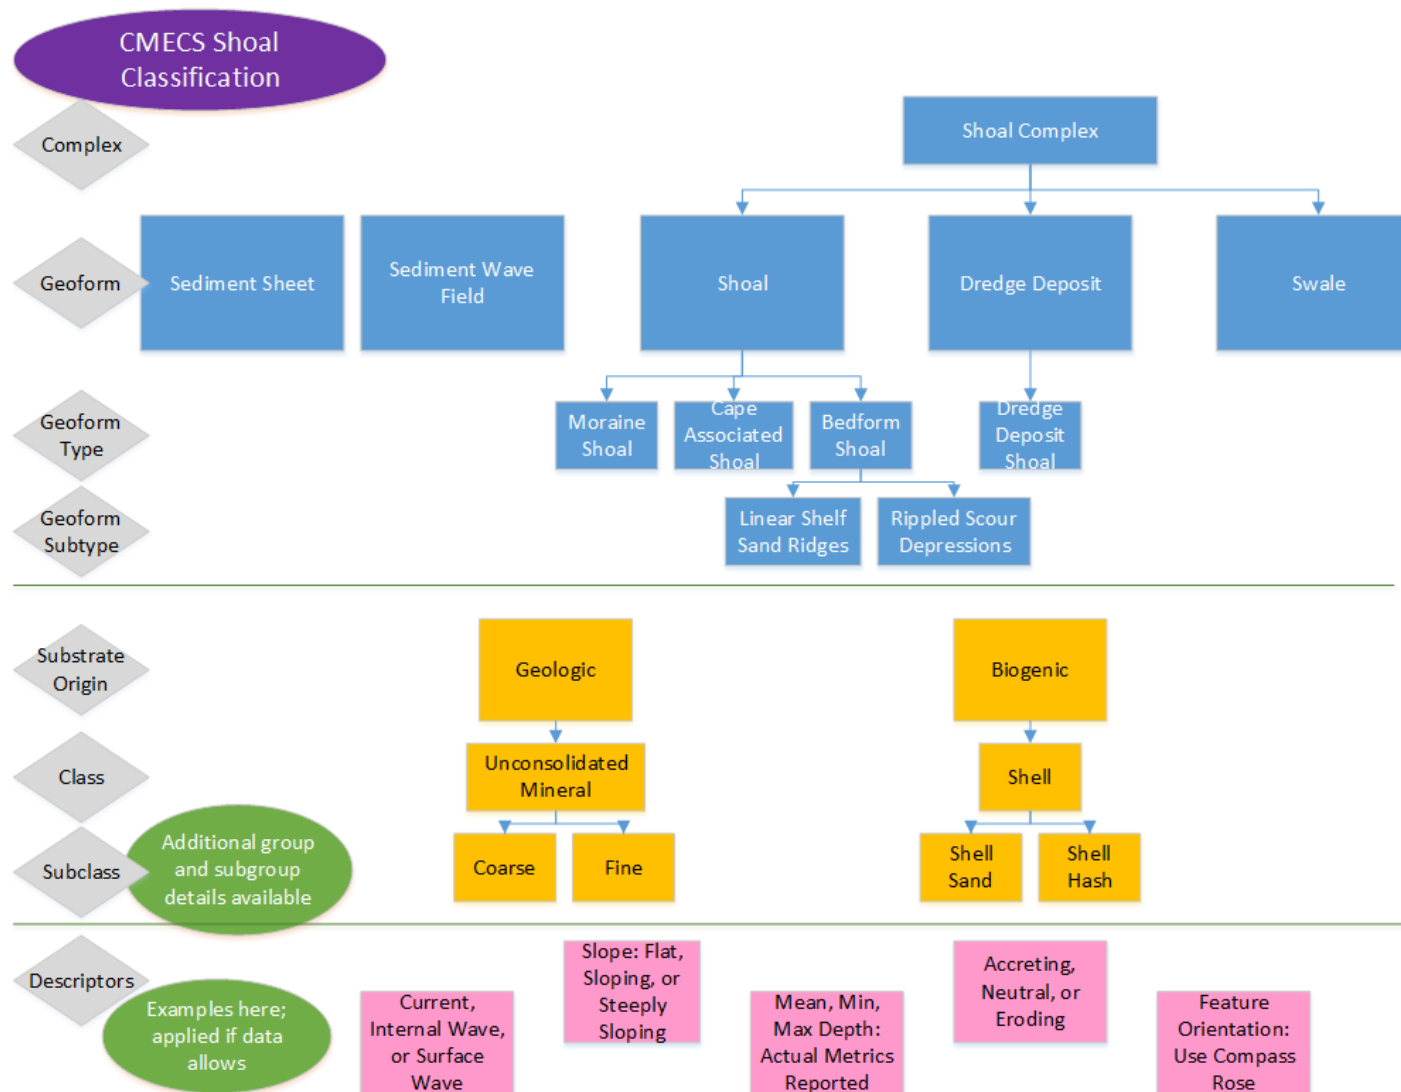 CMECS Shoal
Classification
Complex
Shoal Complex
Geoform
Sediment Sheet
Sediment Wave
Field
Shoal
Dredge Deposit
Swale
Geoform
Type
Moraine
Shoal
Cape
Associated
Shoal
Bedform
Shoal
Dredge
Deposit
Shoal
Geoform
Subtype
Linear Shelf
Sand Ridges
Rippled Scour
Depressions
Substrate
Origin
Geologic
Biogenic
Class
Unconsolidated
Mineral
Shell
Subclass
Additional group
and subgroup
details available
Coarse
Fine
Shell
Sand
Shell
Hash
Descriptors
Examples here;
applied if data
allows
Current,
Internal Wave,
or Surface
Wave
Slope: Flat,
Sloping, or
Steeply
Sloping
Mean, Min,
Max Depth:
Actual Metrics
Reported
Accreting,
Neutral, or
Eroding
Feature
Orientation:
Use Compass
Rose